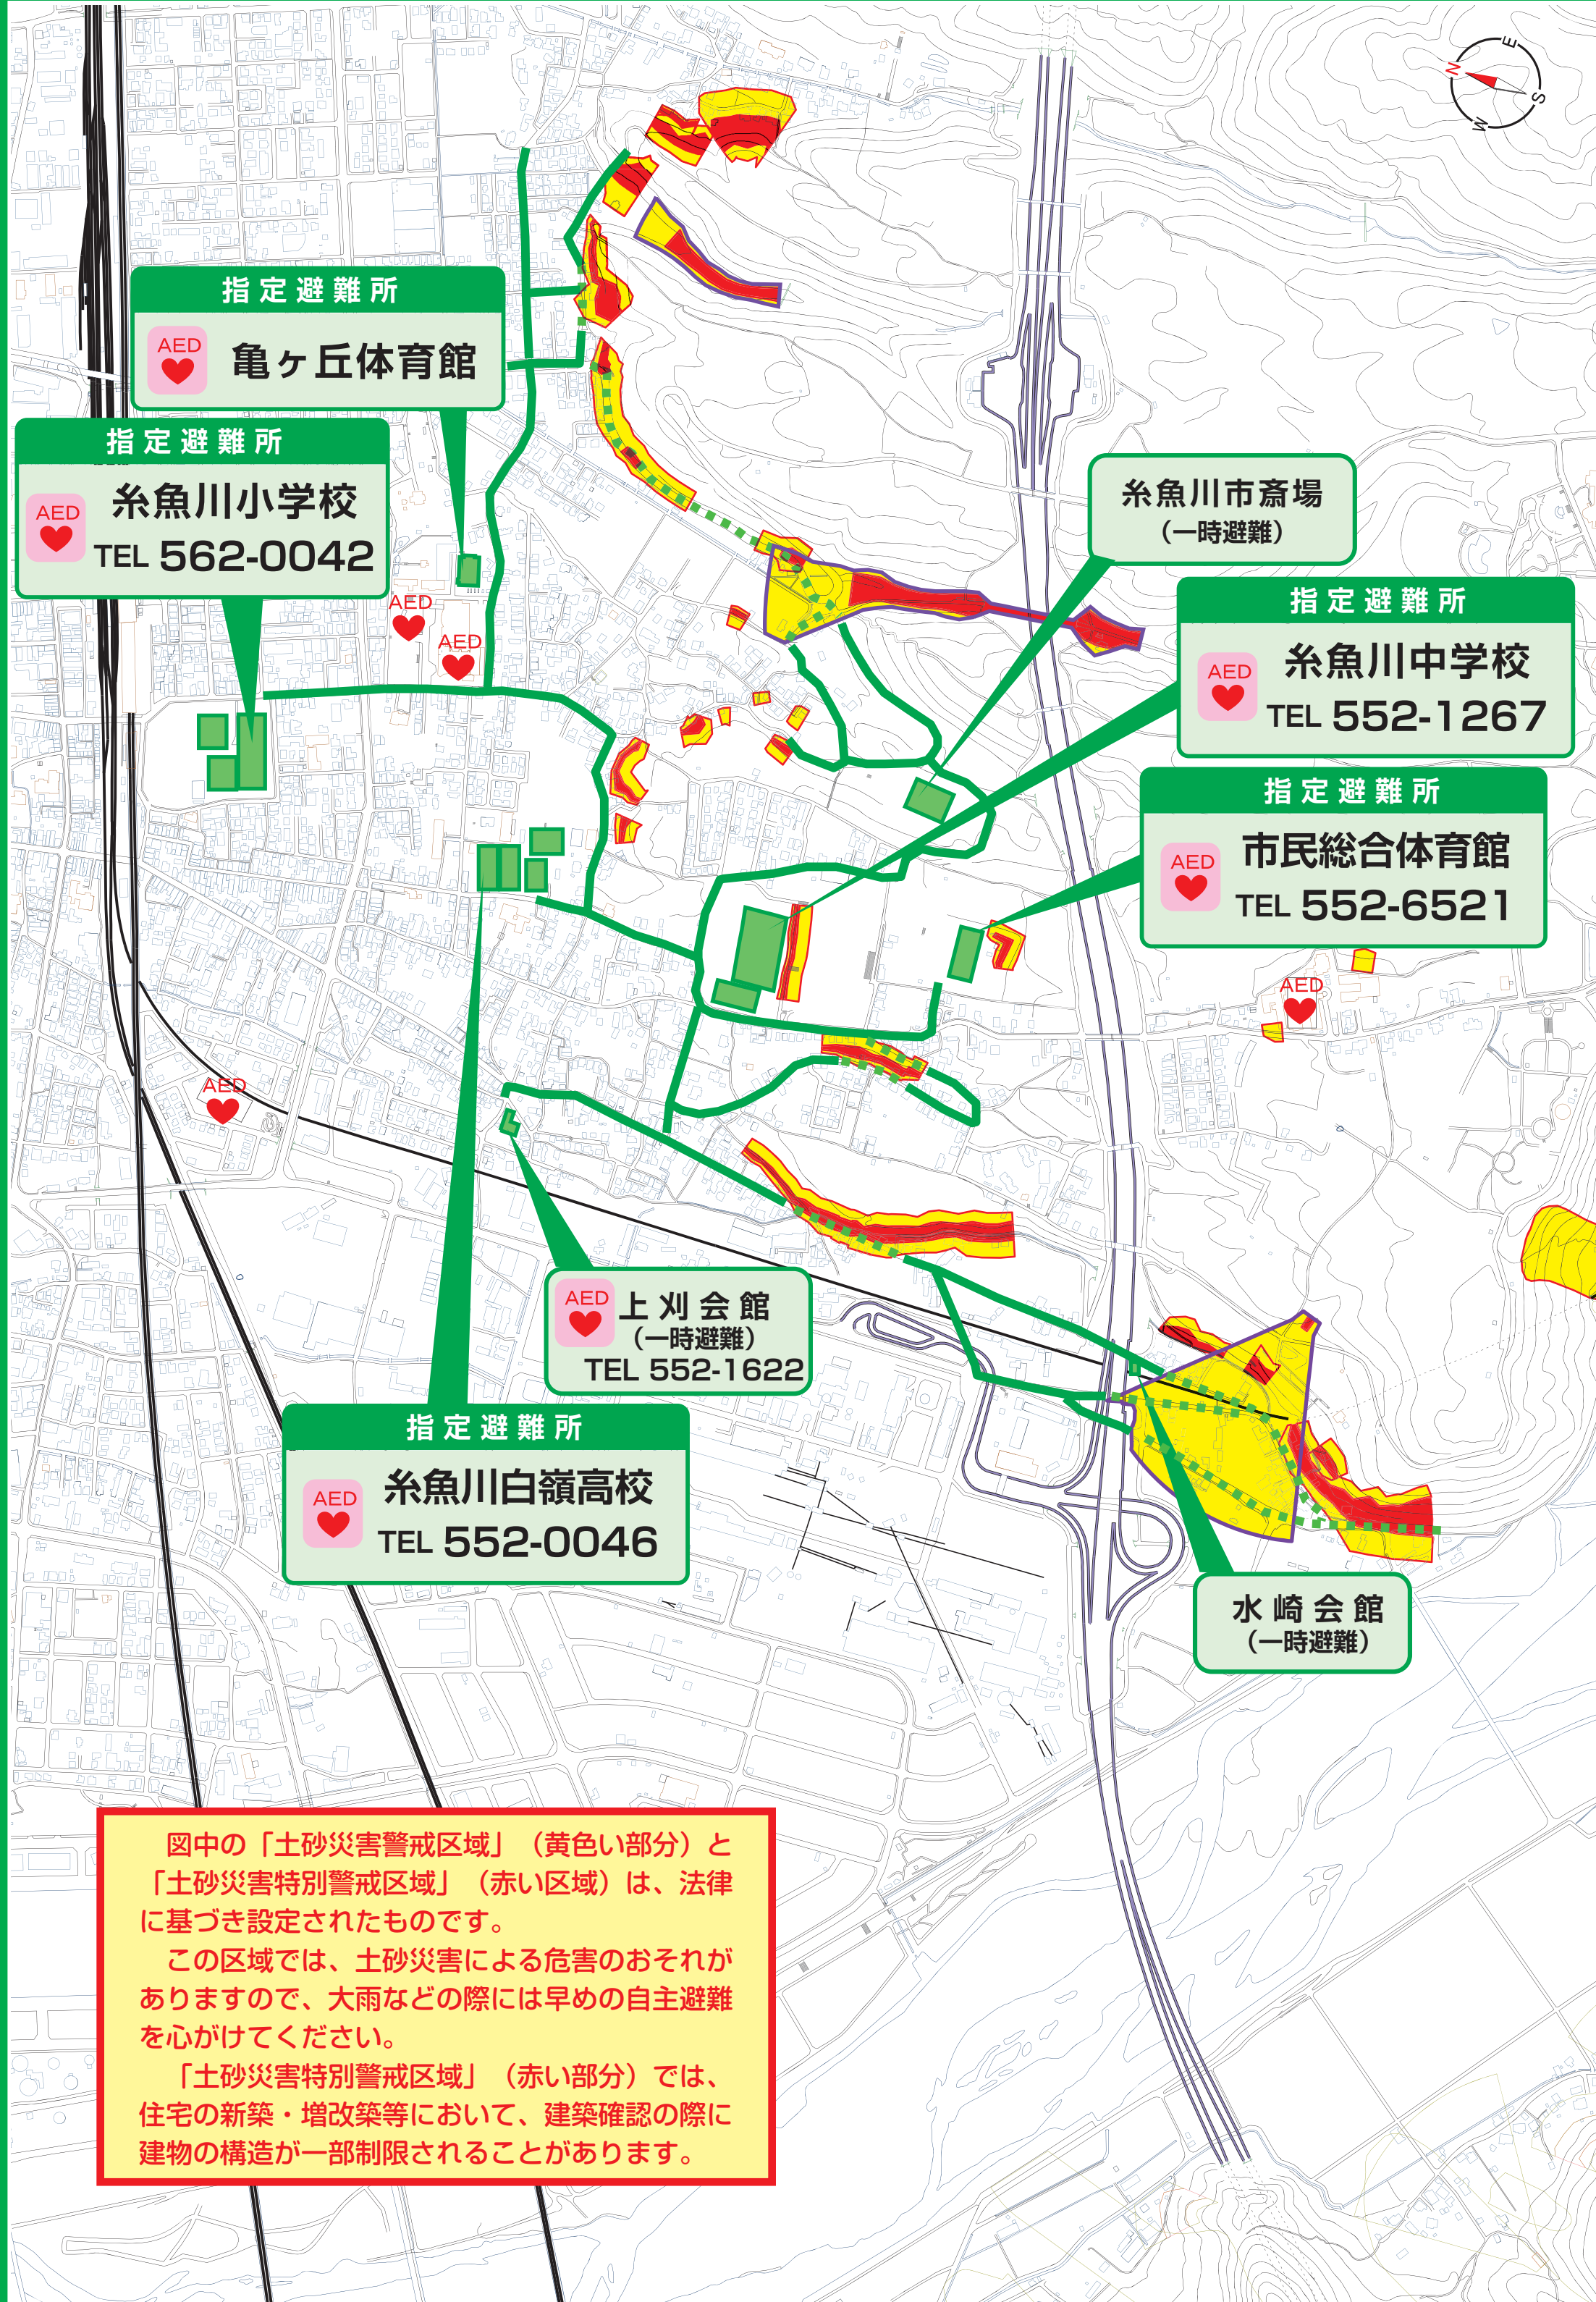 N
E
S
W
指定避難所
AED
亀ヶ丘体育館
指定避難所
AED
糸魚川小学校
TEL 562-0042
糸魚川市斎場
（一時避難）
指定避難所
AED
糸魚川中学校
TEL 552-1267
AED
AED
指定避難所
AED
市民総合体育館
TEL 552-6521
AED
AED
AED
上刈会館
（一時避難）
TEL 552-1622
指定避難所
AED
糸魚川白嶺高校
TEL 552-0046
水崎会館
（一時避難）
図中の「土砂災害警戒区域」（黄色い部分）と
「土砂災害特別警戒区域」（赤い区域）は、法律
に基づき設定されたものです。
この区域では、土砂災害による危害のおそれが
ありますので、大雨などの際には早めの自主避難
を心がけてください。
「土砂災害特別警戒区域」（赤い部分）では、
住宅の新築・増改築等において、建築確認の際に
建物の構造が一部制限されることがあります。